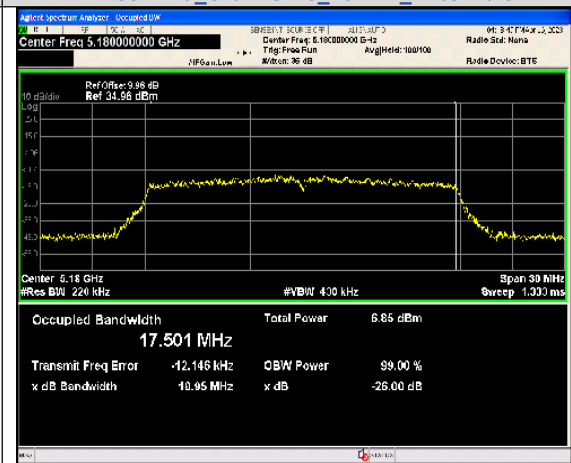 Agilent Spectrum Analyzer - Occupied BW
Center Freq 5.180000000 GHz
Center Freq: 5.180000000 GHz
Trig: Free Run
Avg|Hold: 100/100
#Atten: 36 dB
#IFGain:Low
Radio Std: None
Radio Device: BTS
Ref Offset 9.96 dB
Ref 34.96 dBm
10 dB/div
Log
Center 5.18 GHz
Span 30 MHz
#Res BW 220 kHz
#VBW 430 kHz
Sweep 1.333 ms
Occupied Bandwidth
17.501 MHz
Total Power 6.85 dBm
Transmit Freq Error -12.146 kHz
OBW Power 99.00 %
x dB Bandwidth
x dB -26.00 dB
STATUS